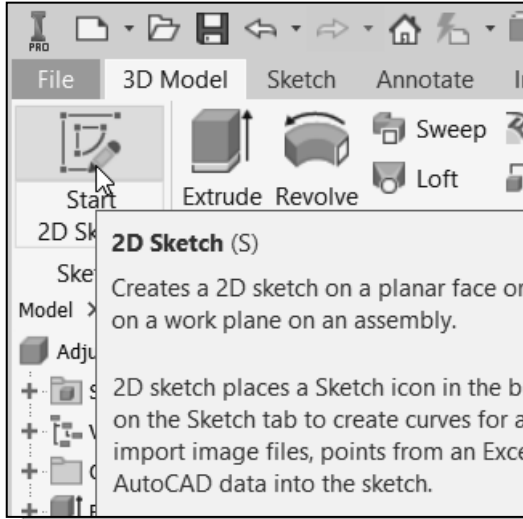 PRO
File 3D Model Sketch Annotate
Start
2D Sk
Extrude Revolve
Sweep
Loft
Sket
2D Sketch (S)
Creates a 2D sketch on a planar face or
on a work plane on an assembly.
2D sketch places a Sketch icon in the b
on the Sketch tab to create curves for a
import image files, points from an Exce
AutoCAD data into the sketch.
Model
Adju